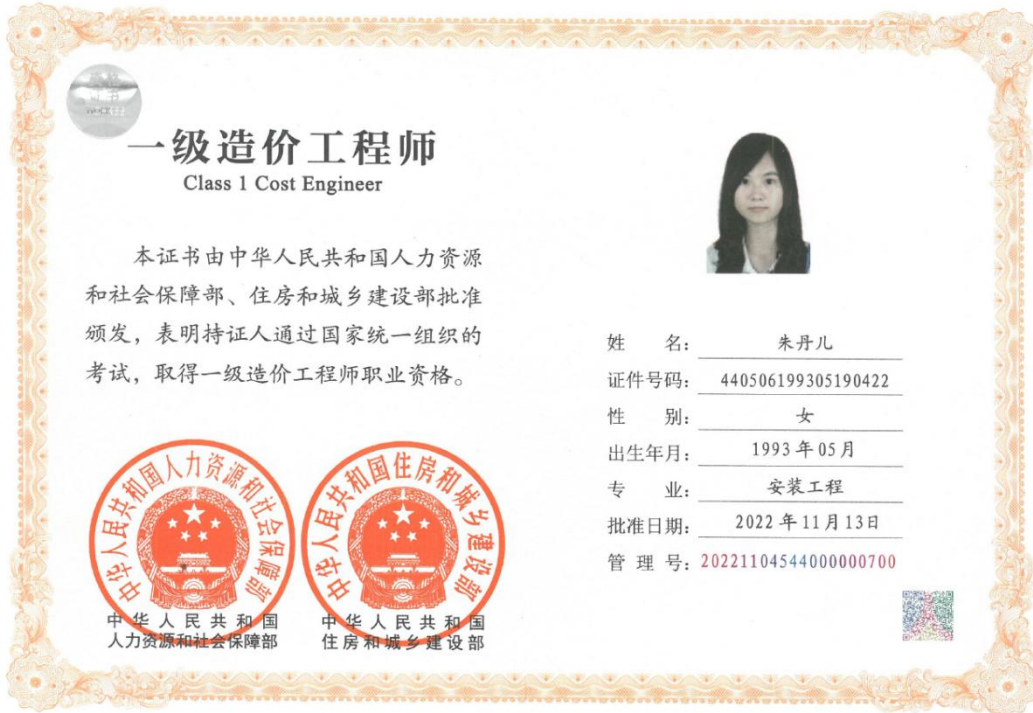 一级造价工程师
Class 1 Cost Engineer
本证书由中华人民共和国人力资源
和社会保障部、住房和城乡建设部批准
颁发，表明持证人通过国家统一组织的
考试，取得一级造价工程师职业资格。
中华人民共和国人力资源和社会保障部
中华人民共和国住房和城乡建设部
中华人民共和国
人力资源和社会保障部
中华人民共和国
住房和城乡建设部
姓 名：朱丹儿
证件号码：440506199305190422
性 别：女
出生年月：1993年05月
专 业：安装工程
批准日期：2022年11月13日
管 理 号：20221104544000000700